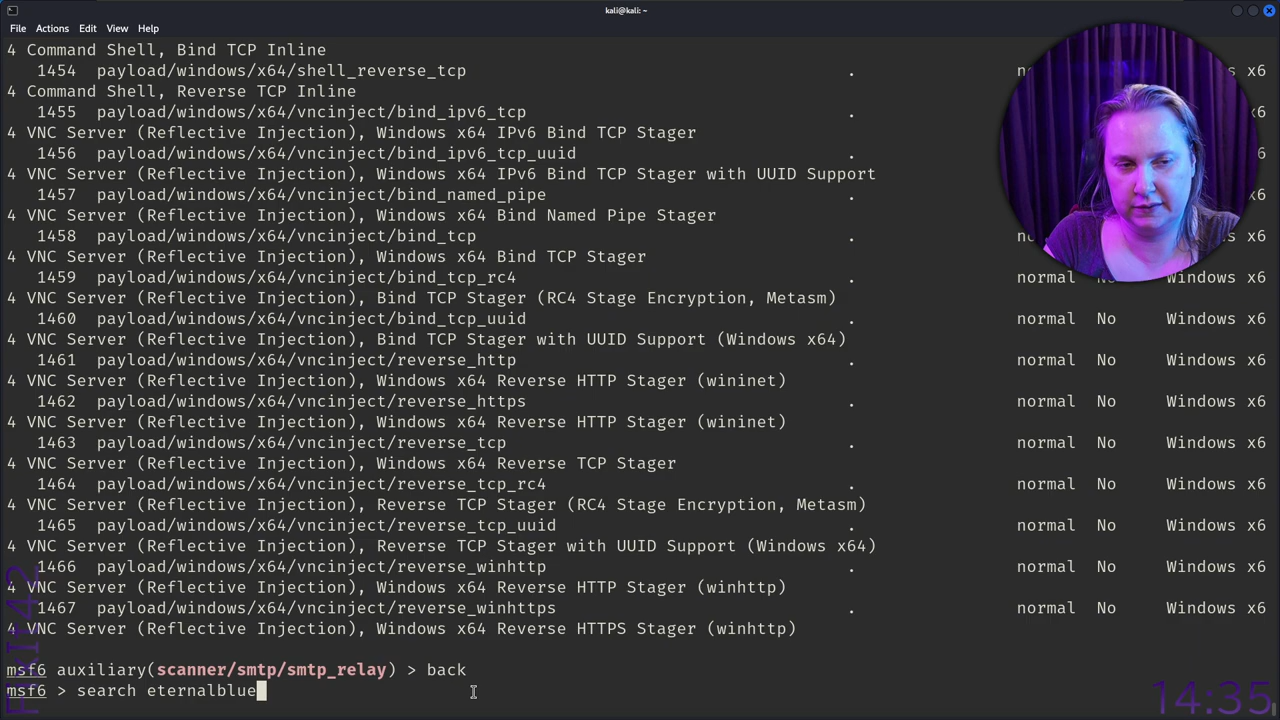 kali@kali: ~
File Actions Edit View Help
4 Command Shell, Bind TCP Inline
1454 payload/windows/x64/shell_reverse_tcp . x6
4 Command Shell, Reverse TCP Inline
1455 payload/windows/x64/vncinject/bind_ipv6_tcp . x6
4 VNC Server (Reflective Injection), Windows x64 IPv6 Bind TCP Stager
1456 payload/windows/x64/vncinject/bind_ipv6_tcp_uuid . 6
4 VNC Server (Reflective Injection), Windows x64 IPv6 Bind TCP Stager with UUID Support
1457 payload/windows/x64/vncinject/bind_named_pipe . x6
4 VNC Server (Reflective Injection), Windows x64 Bind Named Pipe Stager
1458 payload/windows/x64/vncinject/bind_tcp . x6
4 VNC Server (Reflective Injection), Windows x64 Bind TCP Stager
1459 payload/windows/x64/vncinject/bind_tcp_rc4 . normal No Windows x6
4 VNC Server (Reflective Injection), Bind TCP Stager (RC4 Stage Encryption, Metasm)
1460 payload/windows/x64/vncinject/bind_tcp_uuid . normal No Windows x6
4 VNC Server (Reflective Injection), Bind TCP Stager with UUID Support (Windows x64)
1461 payload/windows/x64/vncinject/reverse_http . normal No Windows x6
4 VNC Server (Reflective Injection), Windows x64 Reverse HTTP Stager (wininet)
1462 payload/windows/x64/vncinject/reverse_https . normal No Windows x6
4 VNC Server (Reflective Injection), Windows x64 Reverse HTTP Stager (wininet)
1463 payload/windows/x64/vncinject/reverse_tcp . normal No Windows x6
4 VNC Server (Reflective Injection), Windows x64 Reverse TCP Stager
1464 payload/windows/x64/vncinject/reverse_tcp_rc4 . normal No Windows x6
4 VNC Server (Reflective Injection), Reverse TCP Stager (RC4 Stage Encryption, Metasm)
1465 payload/windows/x64/vncinject/reverse_tcp_uuid . normal No Windows x6
4 VNC Server (Reflective Injection), Reverse TCP Stager with UUID Support (Windows x64)
1466 payload/windows/x64/vncinject/reverse_winhttp . normal No Windows x6
4 VNC Server (Reflective Injection), Windows x64 Reverse HTTP Stager (winhttp)
1467 payload/windows/x64/vncinject/reverse_winhttps . normal No Windows x6
4 VNC Server (Reflective Injection), Windows x64 Reverse HTTPS Stager (winhttp)
msf6 auxiliary(scanner/smtp/smtp_relay) > back
msf6 > search eternalblue
14:35